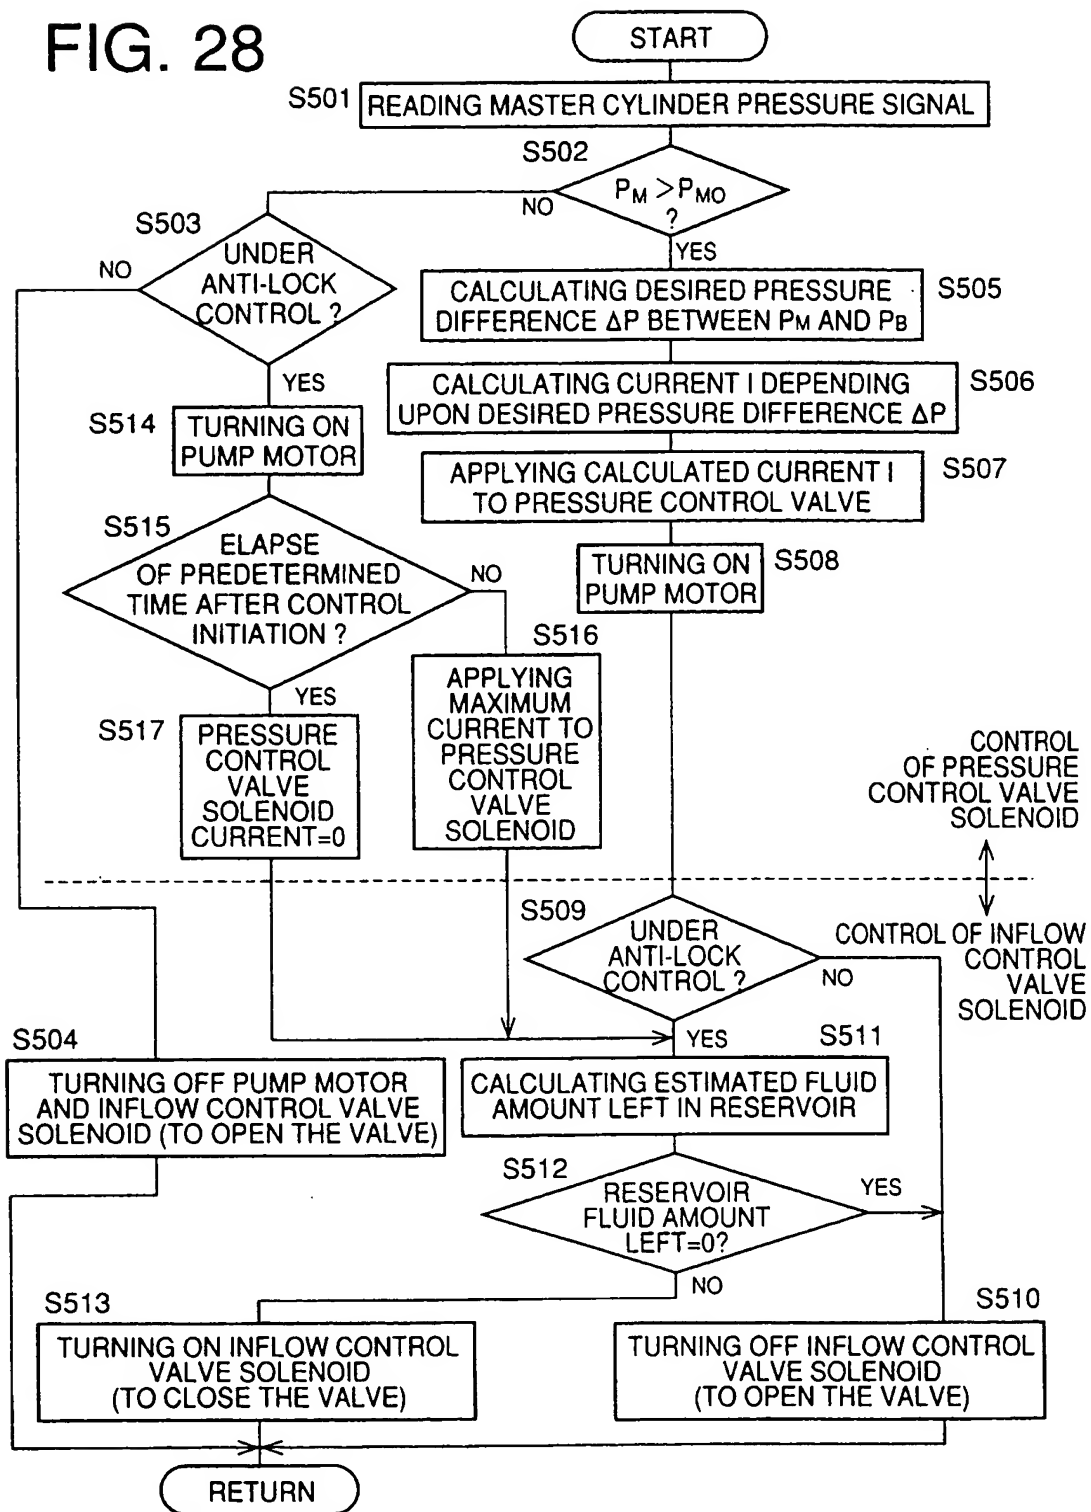 FIG. 28
START
S501
READING MASTER CYLINDER PRESSURE SIGNAL
S502
PM >PMO
?
NO
YES
S503
UNDER
ANTI-LOCK
CONTROL ?
NO
YES
CALCULATING DESIRED PRESSURE
DIFFERENCE ΔP BETWEEN PM AND PB
S505
CALCULATING CURRENT I DEPENDING
UPON DESIRED PRESSURE DIFFERENCE ΔP
S506
S514
TURNING ON
PUMP MOTOR
APPLYING CALCULATED CURRENT I
TO PRESSURE CONTROL VALVE
S507
S515
ELAPSE
OF PREDETERMINED
TIME AFTER CONTROL
INITIATION ?
NO
YES
TURNING ON
PUMP MOTOR
S508
S516
APPLYING
MAXIMUM
CURRENT TO
PRESSURE
CONTROL
VALVE
SOLENOID
S517
PRESSURE
CONTROL
VALVE
SOLENOID
CURRENT=0
CONTROL
OF PRESSURE
CONTROL VALVE
SOLENOID
S509
UNDER
ANTI-LOCK
CONTROL ?
NO
YES
CONTROL OF INFLOW
CONTROL
VALVE
SOLENOID
S504
TURNING OFF PUMP MOTOR
AND INFLOW CONTROL VALVE
SOLENOID (TO OPEN THE VALVE)
S511
CALCULATING ESTIMATED FLUID
AMOUNT LEFT IN RESERVOIR
S512
RESERVOIR
FLUID AMOUNT
LEFT=0?
YES
NO
S513
TURNING ON INFLOW CONTROL
VALVE SOLENOID
(TO CLOSE THE VALVE)
S510
TURNING OFF INFLOW CONTROL
VALVE SOLENOID
(TO OPEN THE VALVE)
RETURN